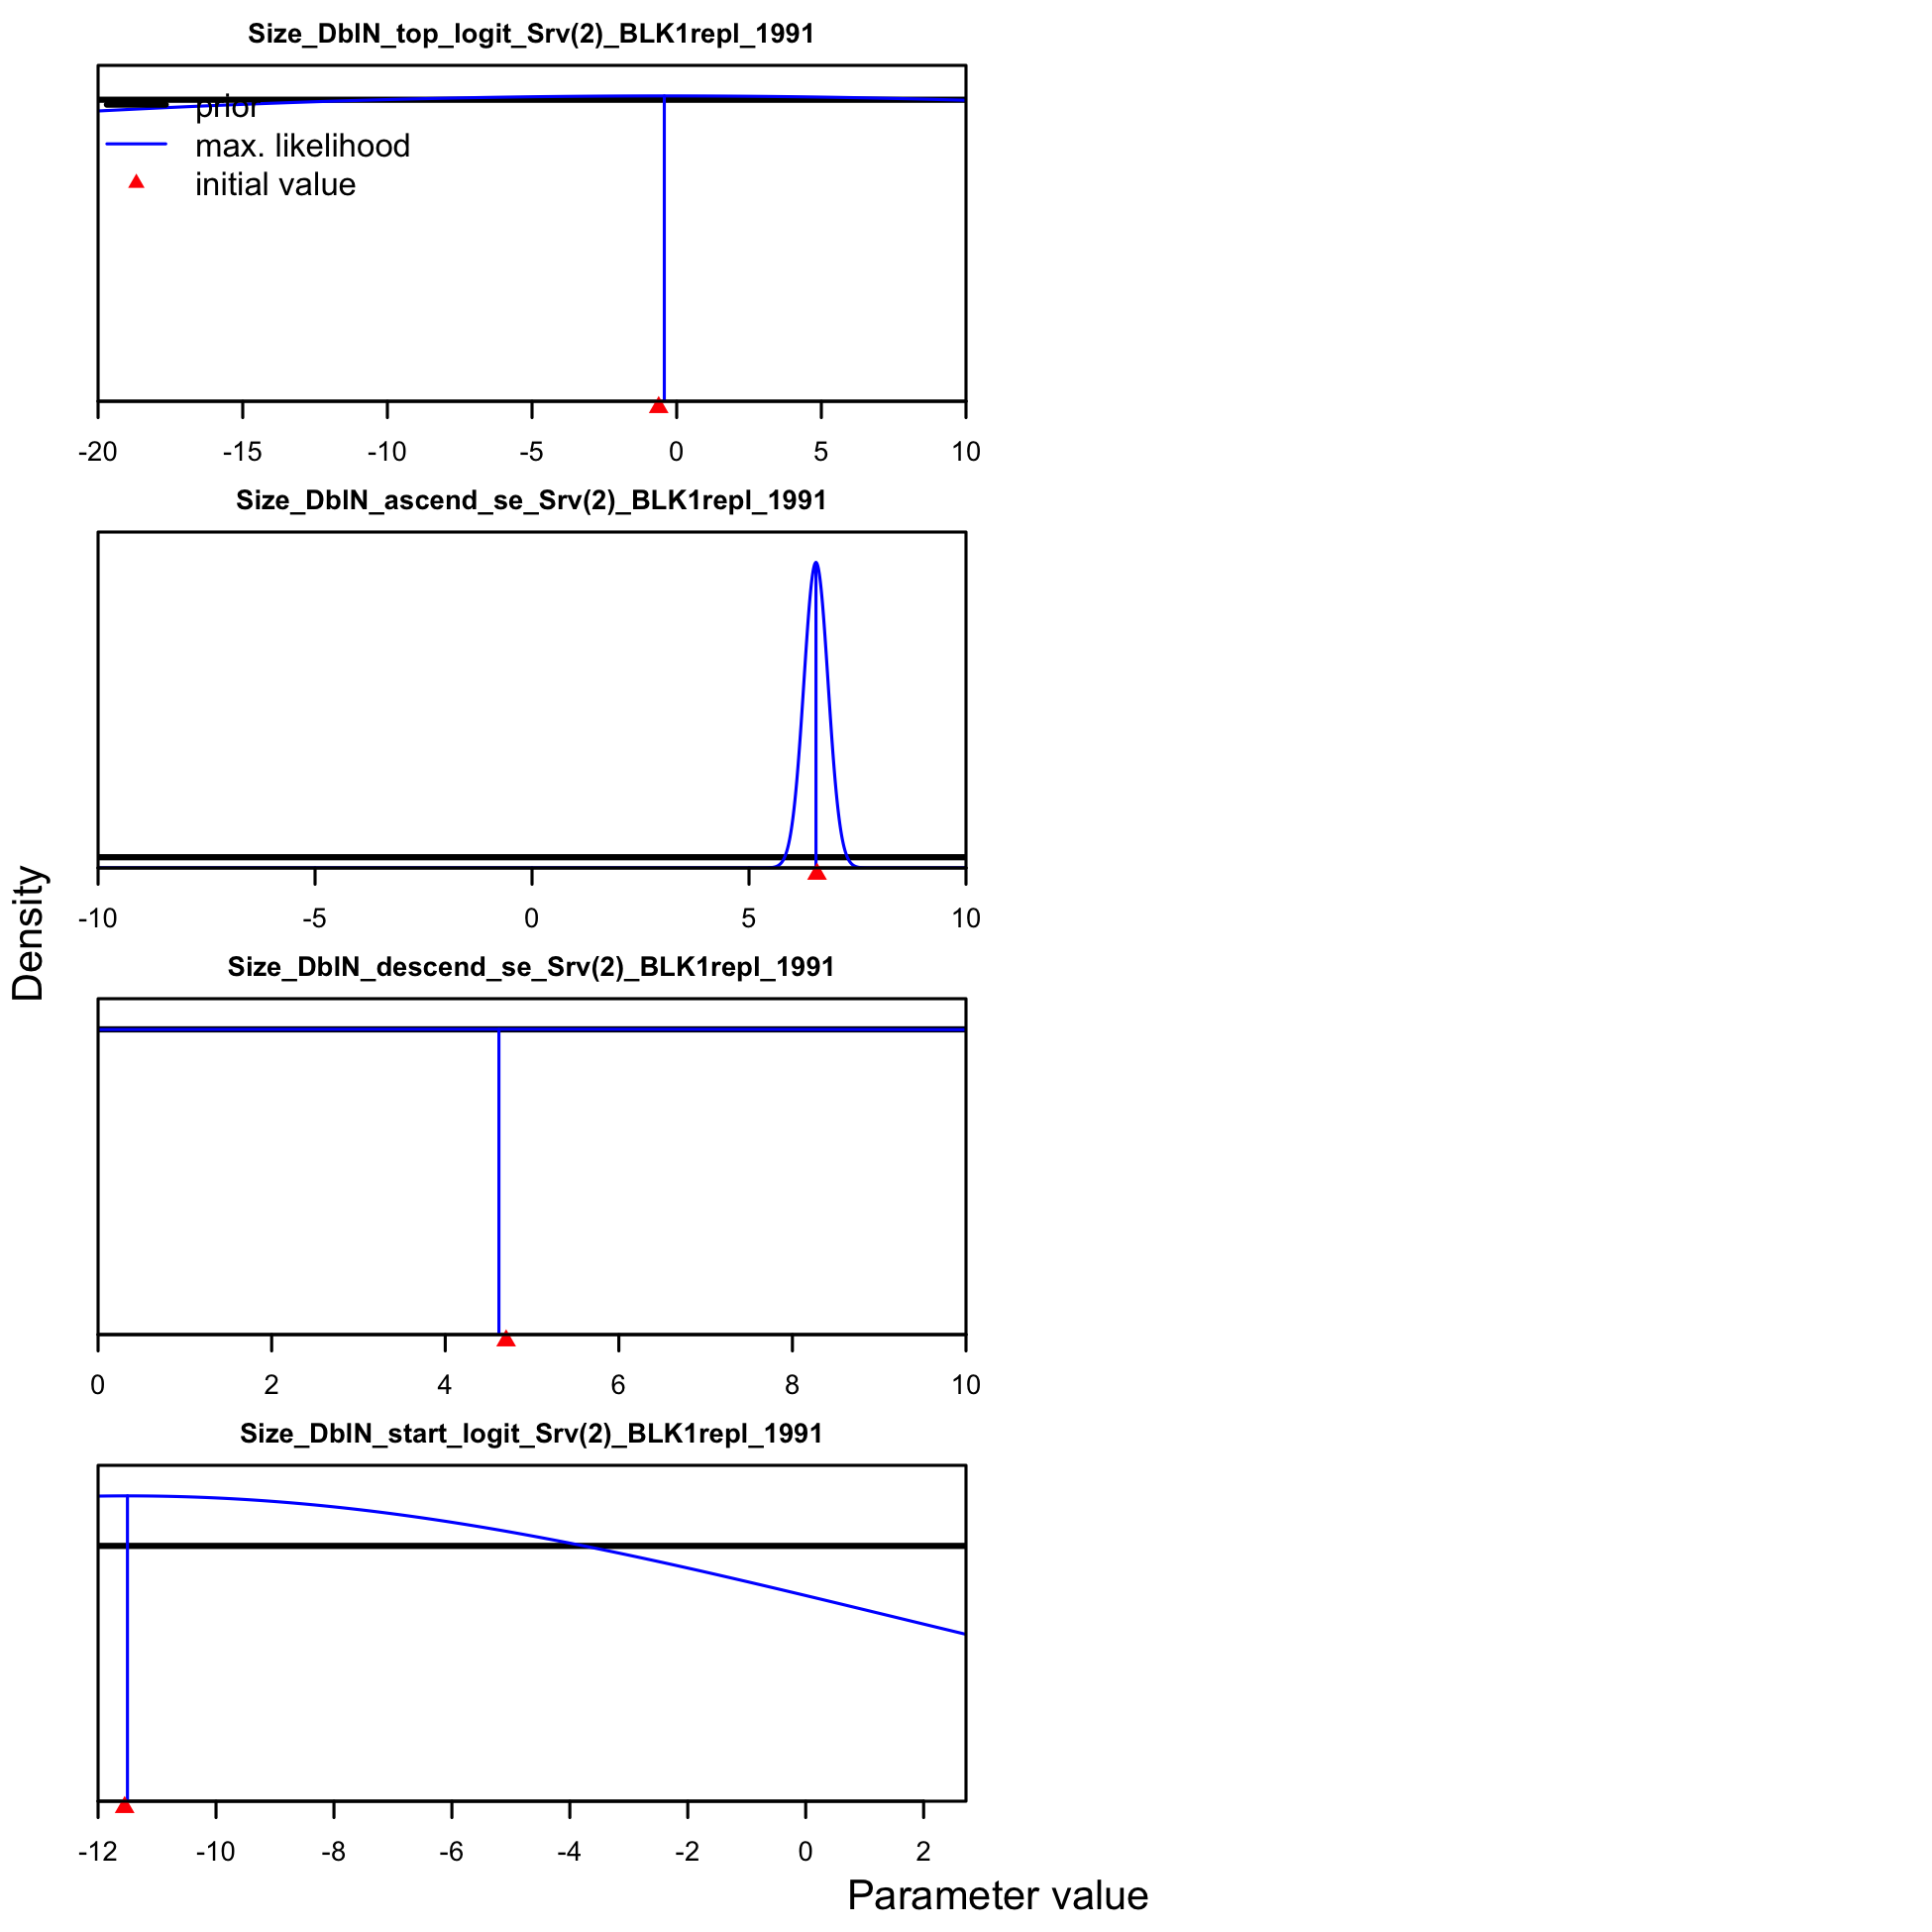 Size_DblN_top_logit_Srv(2)_BLK1repl_1991
prior
max. likelihood
initial value
-20 -15 -10 -5 0 5 10
Size_DblN_ascend_se_Srv(2)_BLK1repl_1991
-10 -5 0 5 10
Size_DblN_descend_se_Srv(2)_BLK1repl_1991
0 2 4 6 8 10
Size_DblN_start_logit_Srv(2)_BLK1repl_1991
-12 -10 -8 -6 -4 -2 0 2
Density
Parameter value